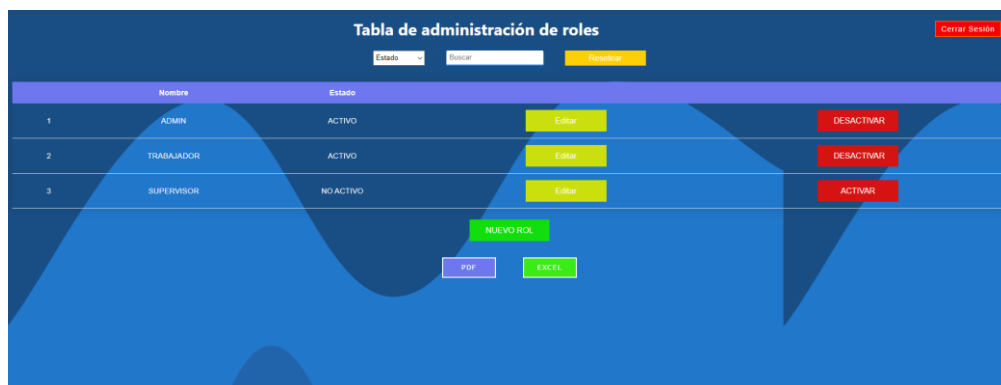 Tabla de administración de roles
Cerrar Sesión
Estado Buscar Resetear
Nombre Estado
1 ADMIN ACTIVO Editar DESACTIVAR
2 TRABAJADOR ACTIVO Editar DESACTIVAR
3 SUPERVISOR NO ACTIVO Editar ACTIVAR
NUEVO ROL
PDF EXCEL